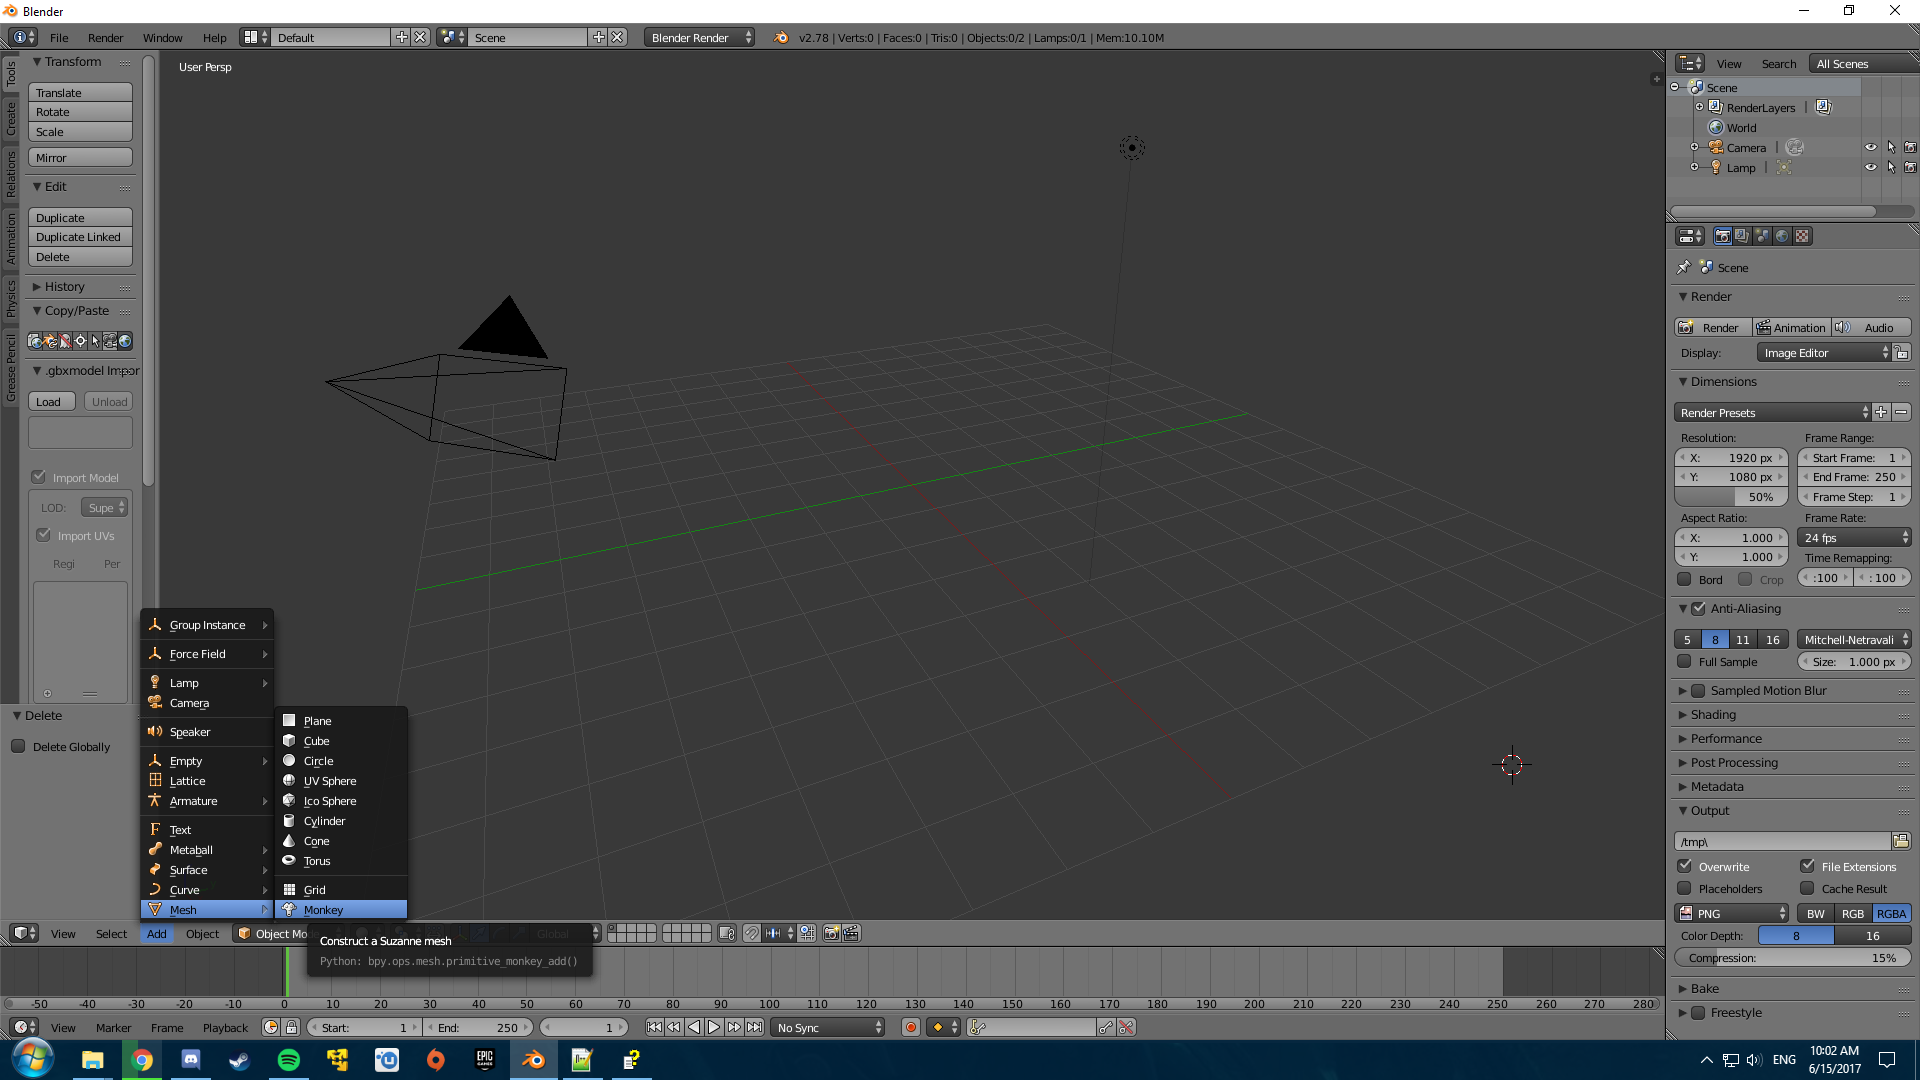 Blender
File Render Window Help Default Scene Blender Render v2.78 | Verts:0 | Faces:0 | Tris:0 | Objects:0/2 | Lamps:0/1 | Mem:10.10M
Tools
Create
Relations
Animation
Physics
Grease Pencil
Transform
Translate
Rotate
Scale
Mirror
Edit
Duplicate
Duplicate Linked
Delete
History
Copy/Paste
.gbxmodel Impor
Load Unload
Import Model
LOD: Supe
Import UVs
Regi Per
Delete
Delete Globally
User Persp
Group Instance
Force Field
Lamp
Camera
Speaker
Empty
Lattice
Armature
Text
Metaball
Surface
Curve
Mesh
Plane
Cube
Circle
UV Sphere
Ico Sphere
Cylinder
Cone
Torus
Grid
Monkey
View Select Add Object Object Mo Global
Construct a Suzanne mesh
Python: bpy.ops.mesh.primitive_monkey_add()
-50 -40 -30 -20 -10 0 10 20 30 40 50 60 70 80 90 100 110 120 130 140 150 160 170 180 190 200 210 220 230 240 250 260 270 280
View Marker Frame Playback Start: 1 End: 250 1 No Sync
View Search All Scenes
Scene
RenderLayers |
World
Camera |
Lamp |
Scene
Render
Render Animation Audio
Display: Image Editor
Dimensions
Render Presets
Resolution: Frame Range:
X: 1920 px Start Frame: 1
Y: 1080 px End Frame: 250
50% Frame Step: 1
Aspect Ratio: Frame Rate:
X: 1.000 24 fps
Y: 1.000 Time Remapping:
Bord Crop :100 : 100
Anti-Aliasing
5 8 11 16 Mitchell-Netravali
Full Sample Size: 1.000 px
Sampled Motion Blur
Shading
Performance
Post Processing
Metadata
Output
/tmp\
Overwrite File Extensions
Placeholders Cache Result
PNG BW RGB RGBA
Color Depth: 8 16
Compression: 15%
Bake
Freestyle
EPIC GAMES
ENG 10:02 AM
6/15/2017